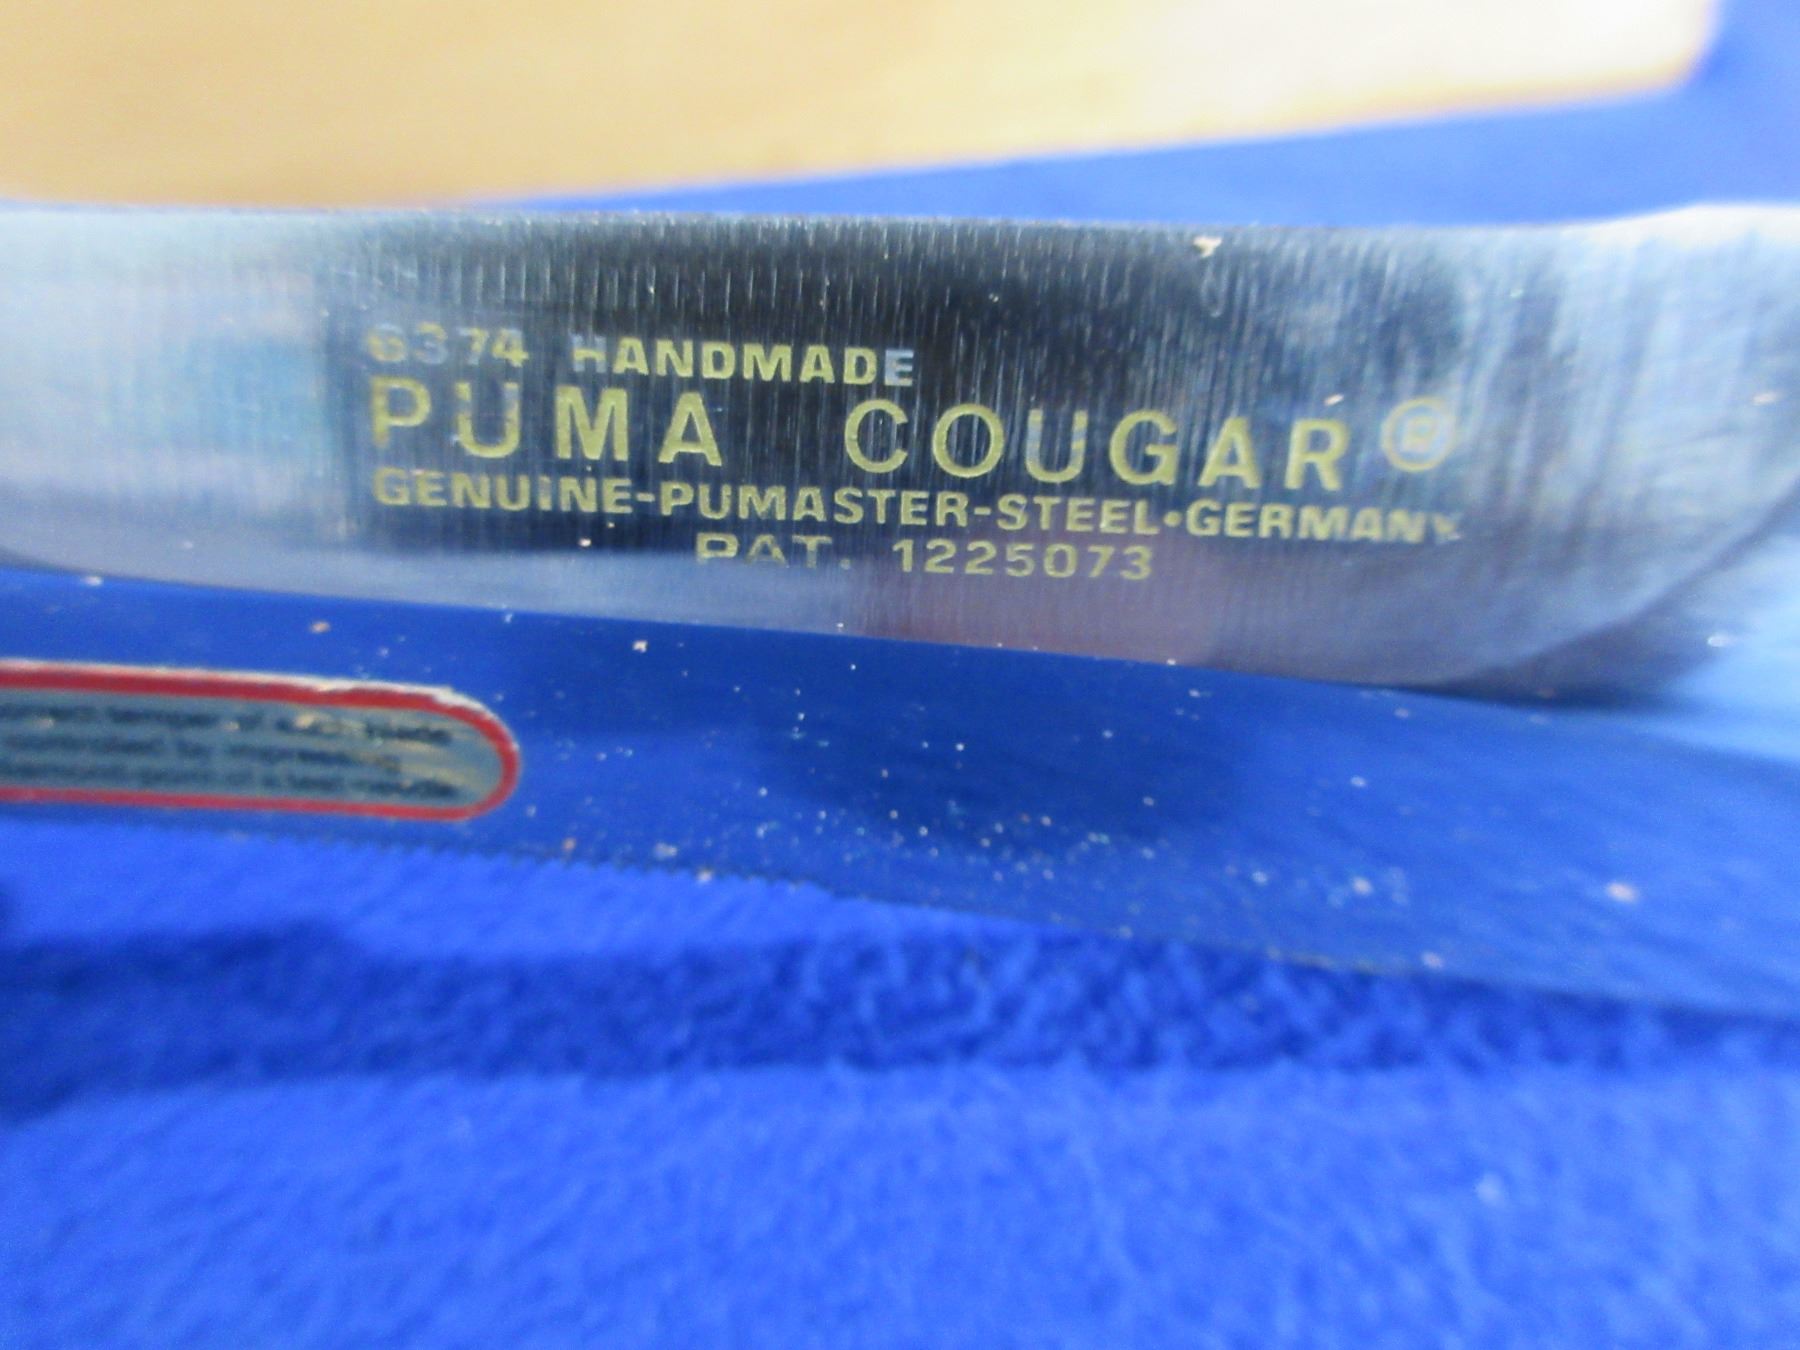 6374 HANDMADE
PUMA COUGAR®
GENUINE-PUMASTER-STEEL•GERMANY
PAT. 1225073